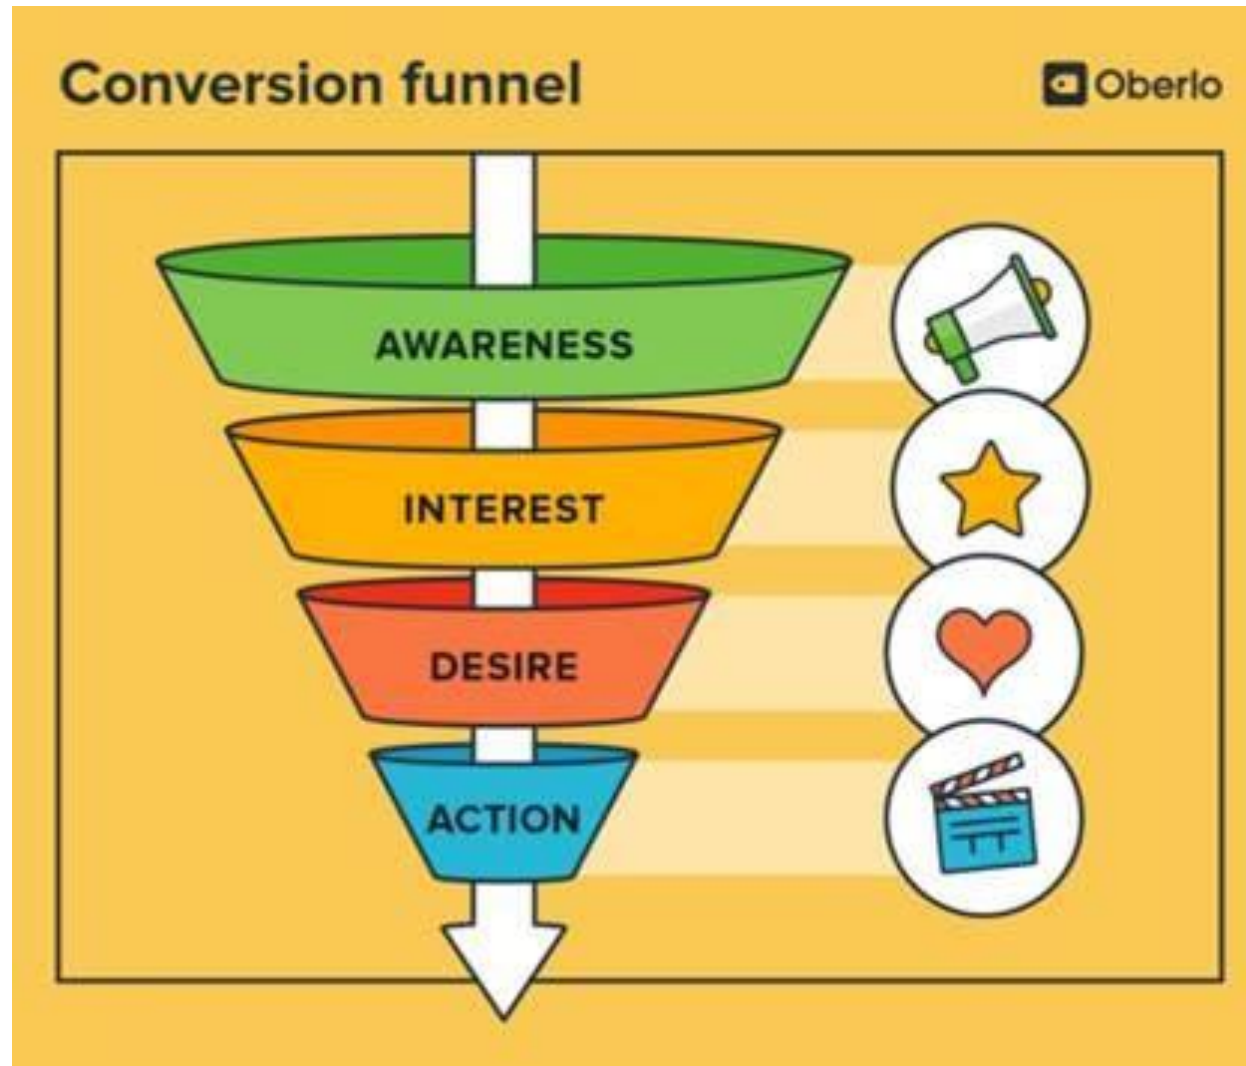 Conversion funnel
Oberlo
AWARENESS
INTEREST
DESIRE
ACTION